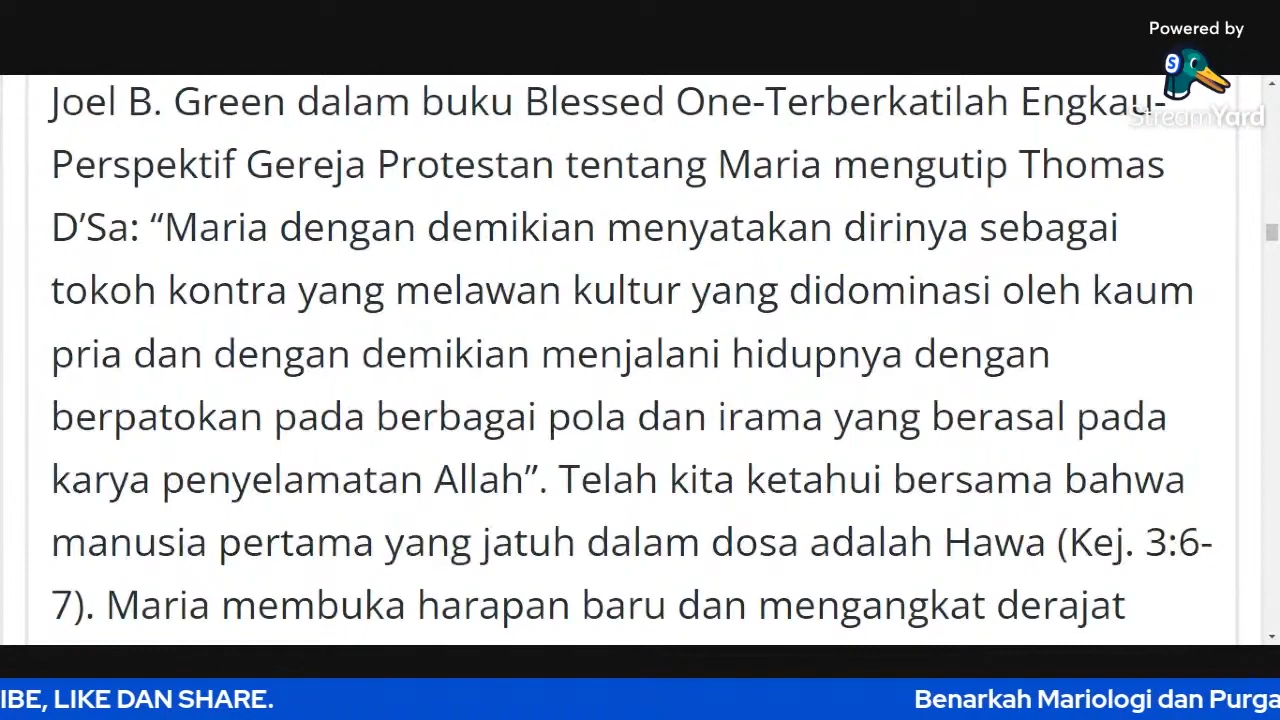 Powered by
StreamYard
Joel B. Green dalam buku Blessed One-Terberkatilah Engkau-
Perspektif Gereja Protestan tentang Maria mengutip Thomas
D’Sa: “Maria dengan demikian menyatakan dirinya sebagai
tokoh kontra yang melawan kultur yang didominasi oleh kaum
pria dan dengan demikian menjalani hidupnya dengan
berpatokan pada berbagai pola dan irama yang berasal pada
karya penyelamatan Allah”. Telah kita ketahui bersama bahwa
manusia pertama yang jatuh dalam dosa adalah Hawa (Kej. 3:6-
7). Maria membuka harapan baru dan mengangkat derajat
IBE, LIKE DAN SHARE. Benarkah Mariologi dan Purga